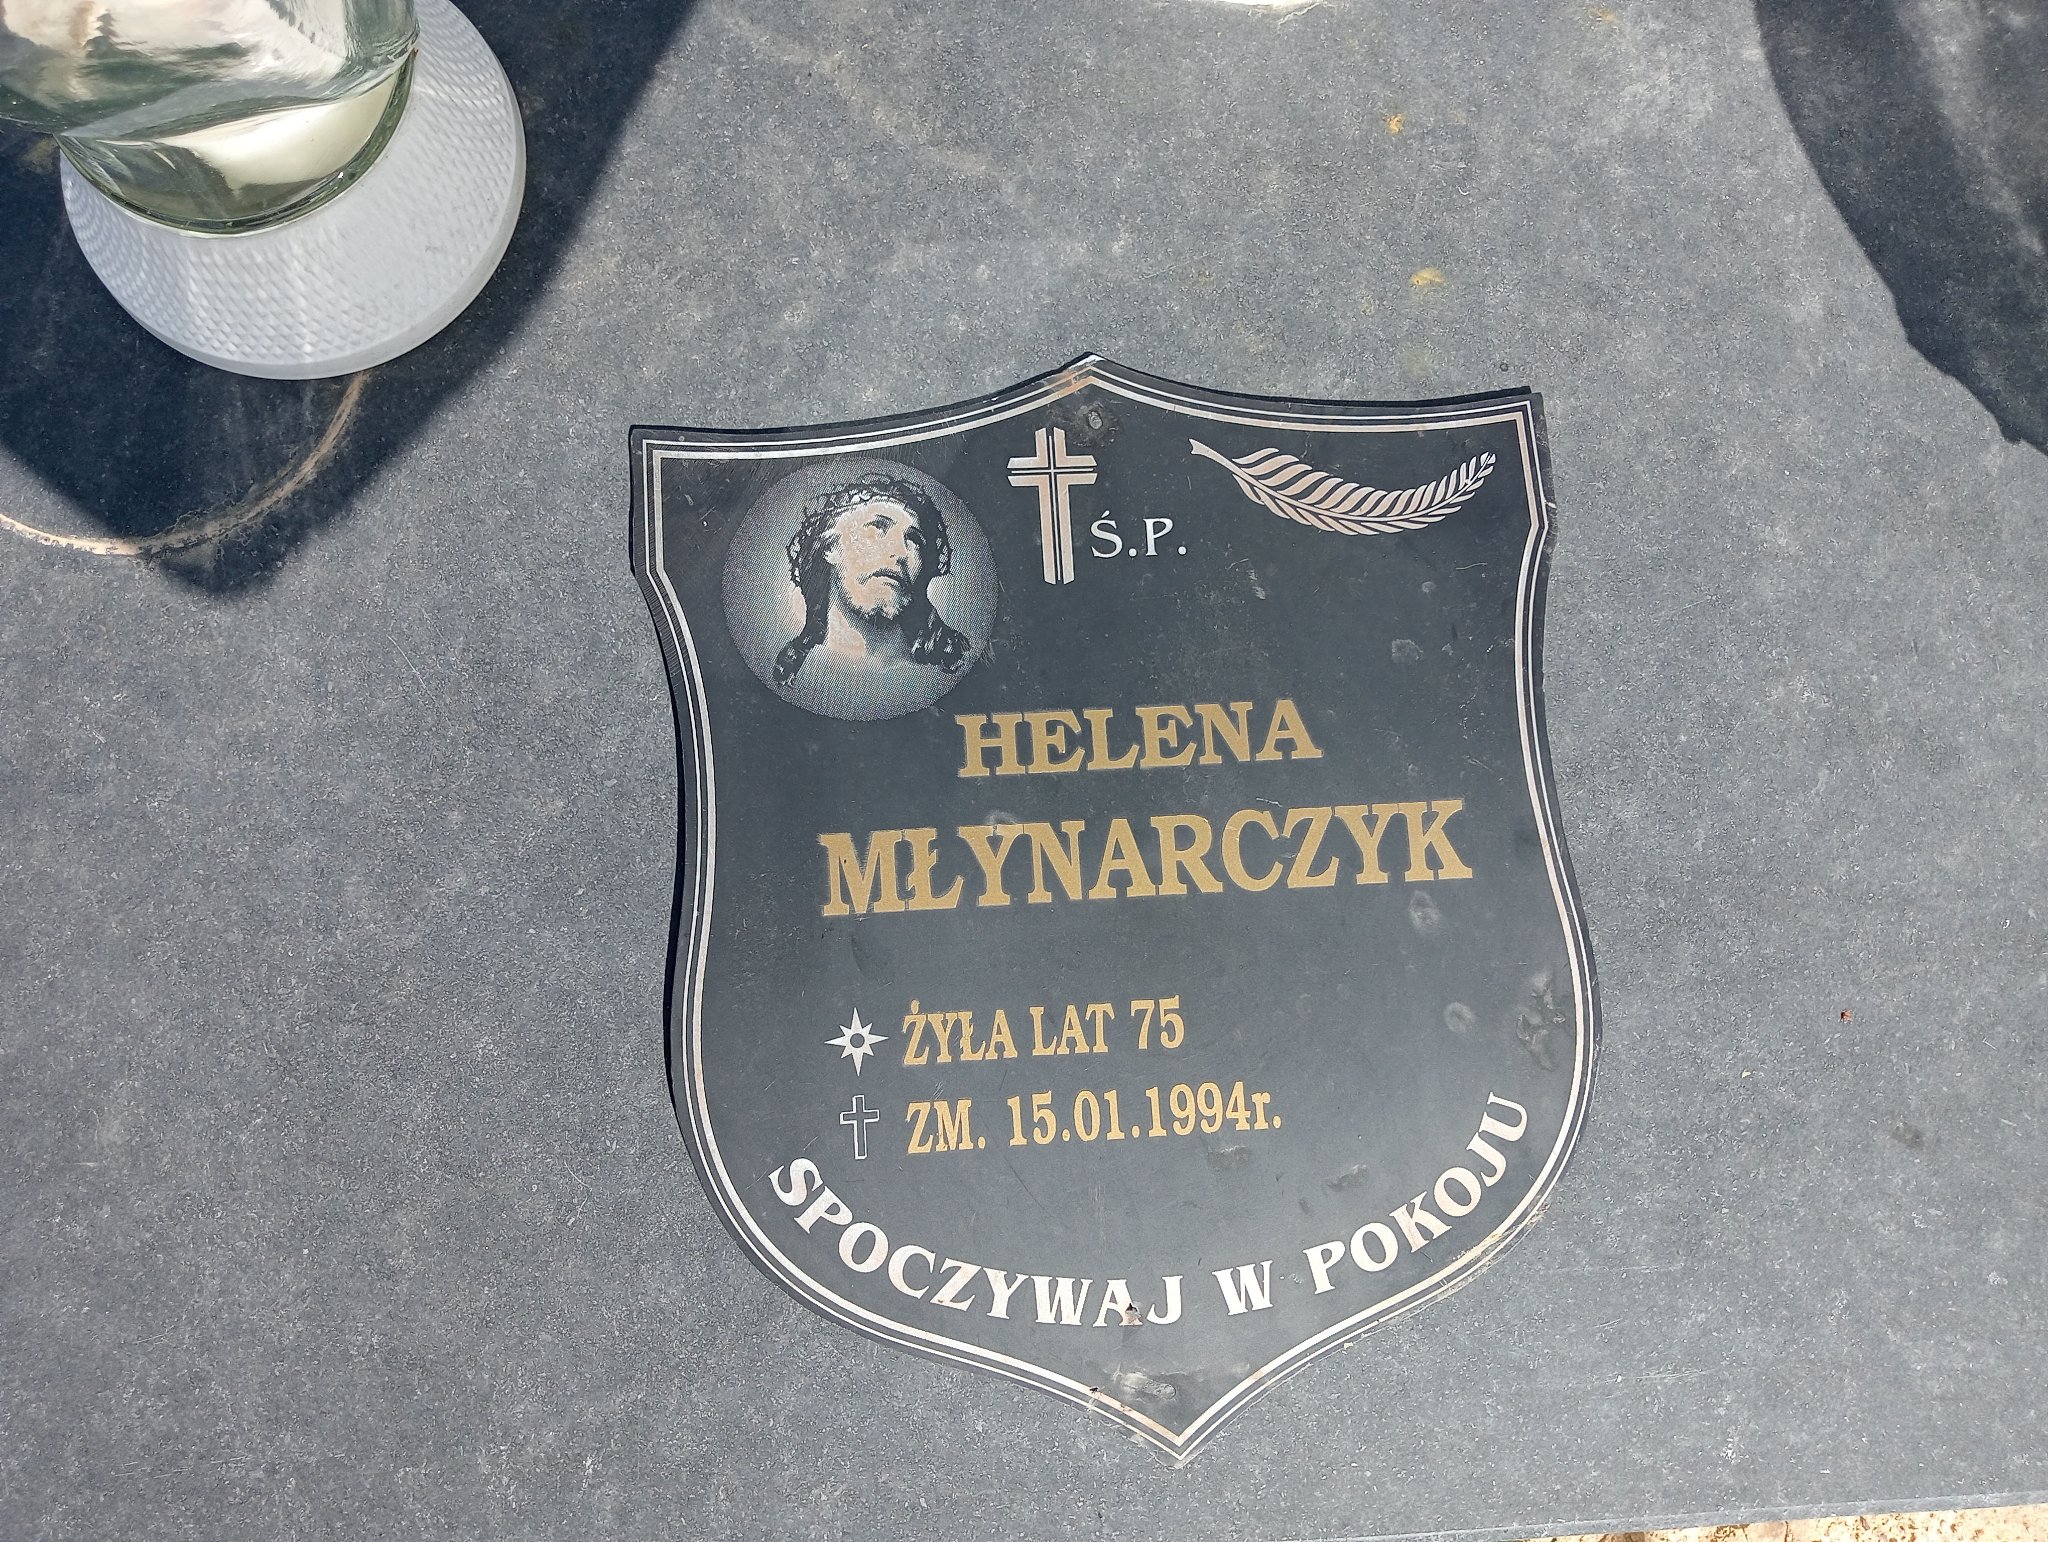 Ś.P.
HELENA
MŁYNARCZYK
ŻYŁA LAT 75
ZM. 15.01.1994r.
SPOCZYWAJ W POKOJU